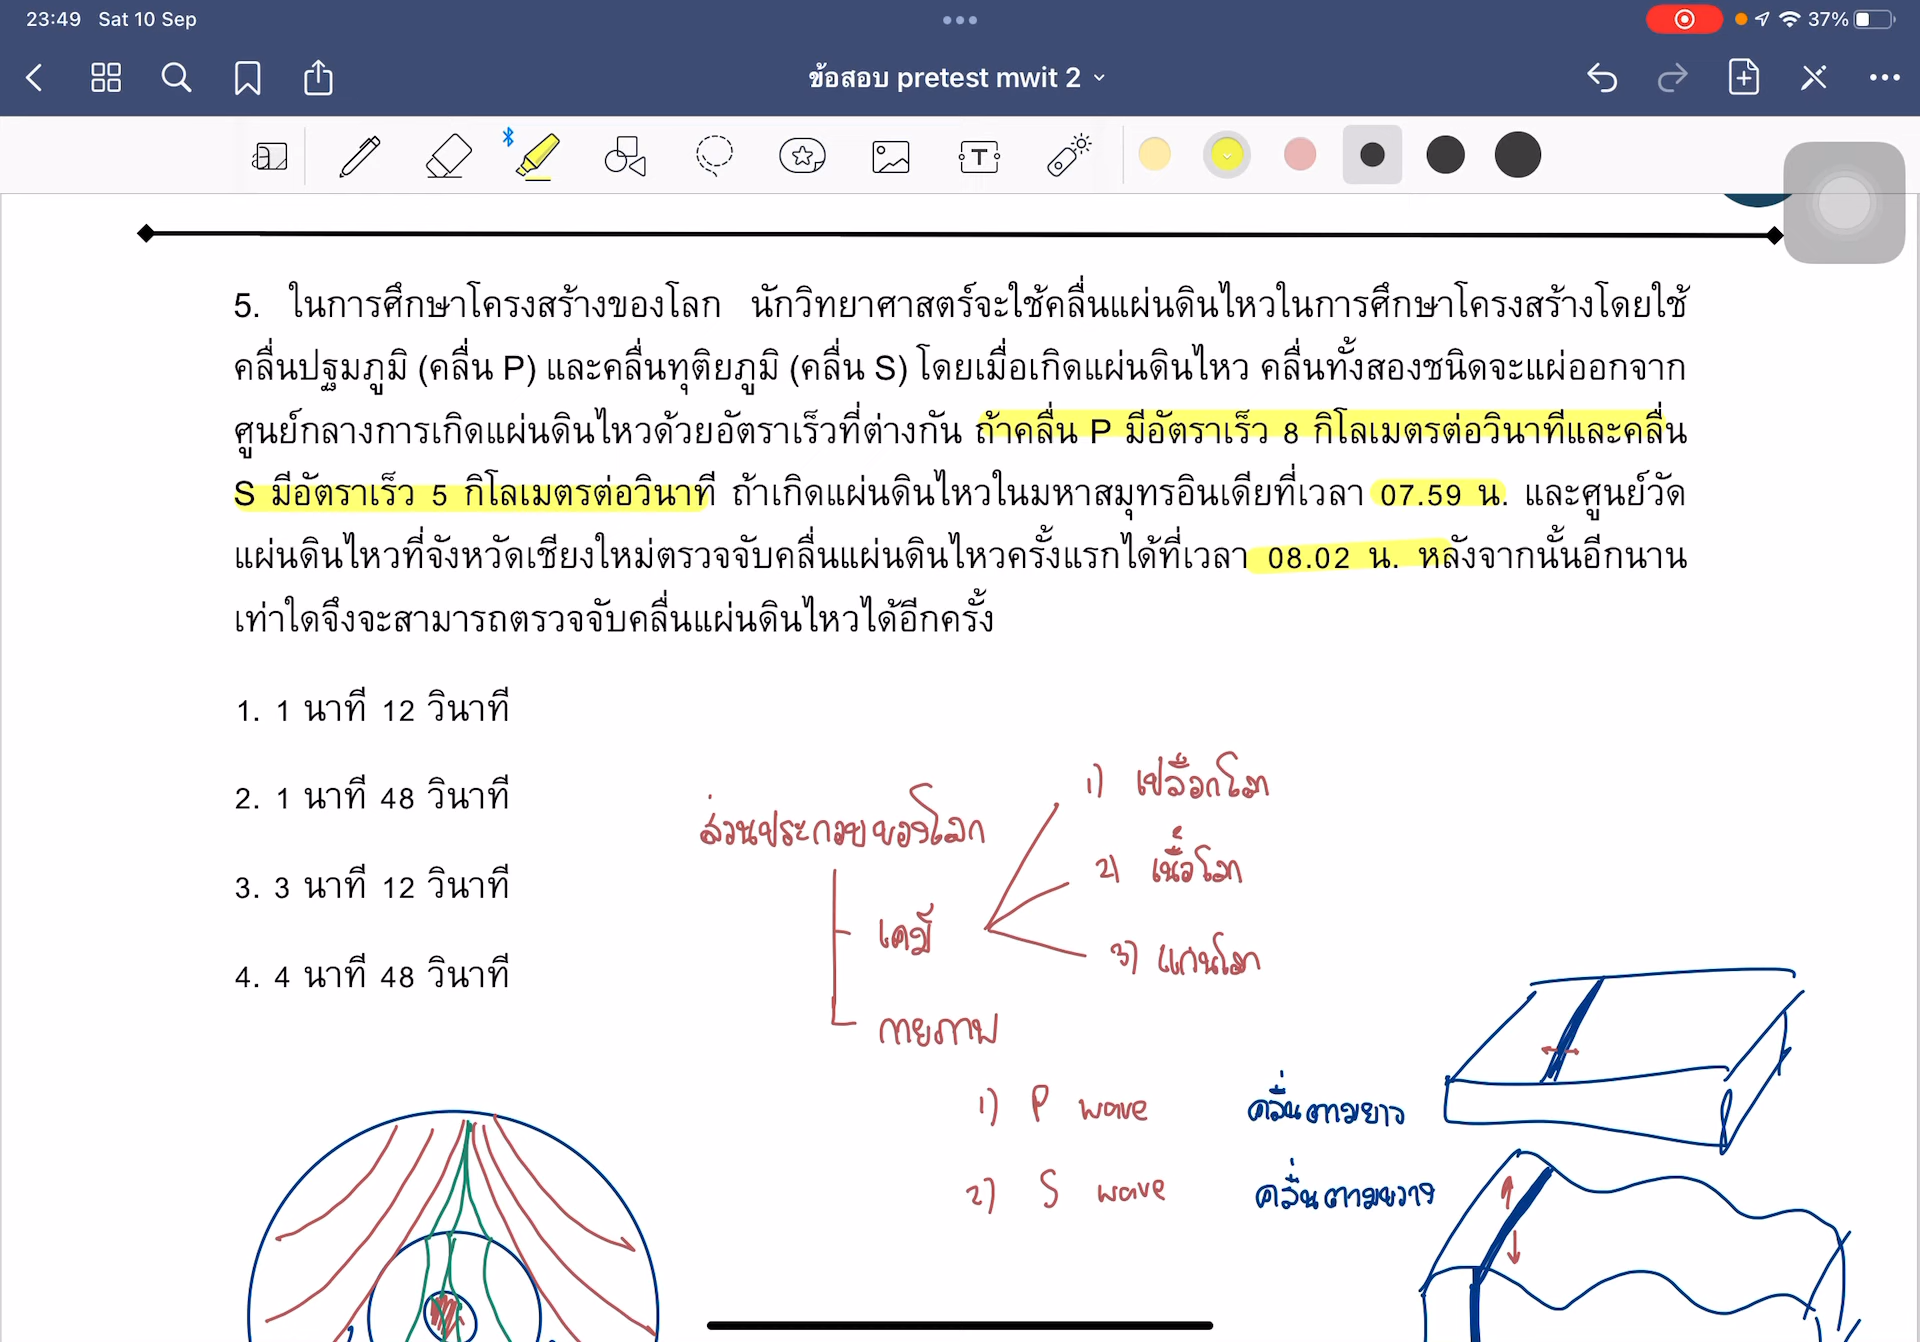 23:49 Sat 10 Sep
37%
ข้อสอบ pretest mwit 2
5. ในการศึกษาโครงสร้างของโลก นักวิทยาศาสตร์จะใช้คลื่นแผ่นดินไหวในการศึกษาโครงสร้างโดยใช้
คลื่นปฐมภูมิ (คลื่น P) และคลื่นทุติยภูมิ (คลื่น S) โดยเมื่อเกิดแผ่นดินไหว คลื่นทั้งสองชนิดจะแผ่ออกจาก
ศูนย์กลางการเกิดแผ่นดินไหวด้วยอัตราเร็วที่ต่างกัน ถ้าคลื่น P มีอัตราเร็ว 8 กิโลเมตรต่อวินาทีและคลื่น
S มีอัตราเร็ว 5 กิโลเมตรต่อวินาที ถ้าเกิดแผ่นดินไหวในมหาสมุทรอินเดียที่เวลา 07.59 น. และศูนย์วัด
แผ่นดินไหวที่จังหวัดเชียงใหม่ตรวจจับคลื่นแผ่นดินไหวครั้งแรกได้ที่เวลา 08.02 น. หลังจากนั้นอีกนาน
เท่าใดจึงจะสามารถตรวจจับคลื่นแผ่นดินไหวได้อีกครั้ง
1. 1 นาที 12 วินาที
2. 1 นาที 48 วินาที
3. 3 นาที 12 วินาที
4. 4 นาที 48 วินาที
ส่วนประกอบของโลก
เคมี
1) เปลือกโลก
2) เนื้อโลก
3) แก่นโลก
กายภาพ
1) P wave คลื่นตามยาว
2) S wave คลื่นตามขวาง